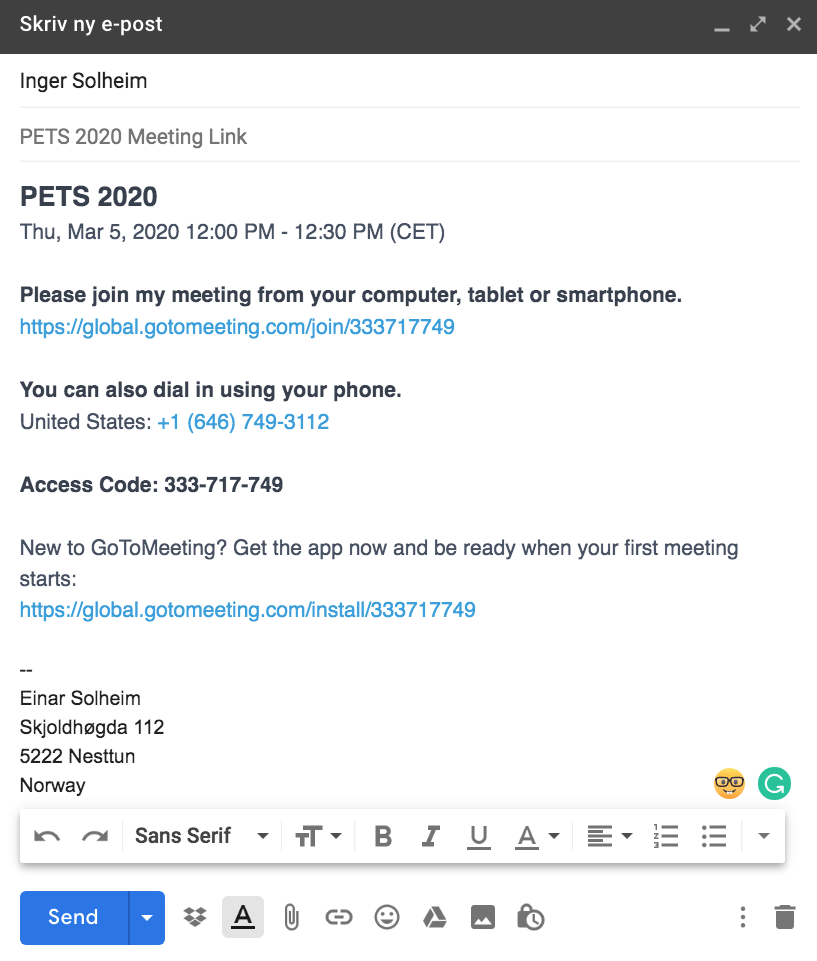 Skriv ny e-post
Inger Solheim
PETS 2020 Meeting Link
PETS 2020
Thu, Mar 5, 2020 12:00 PM - 12:30 PM (CET)
Please join my meeting from your computer, tablet or smartphone.
https://global.gotomeeting.com/join/333717749
You can also dial in using your phone.
United States: +1 (646) 749-3112
Access Code: 333-717-749
New to GoToMeeting? Get the app now and be ready when your first meeting
starts:
https://global.gotomeeting.com/install/333717749
--
Einar Solheim
Skjoldhøgda 112
5222 Nesttun
Norway
Sans Serif
Send